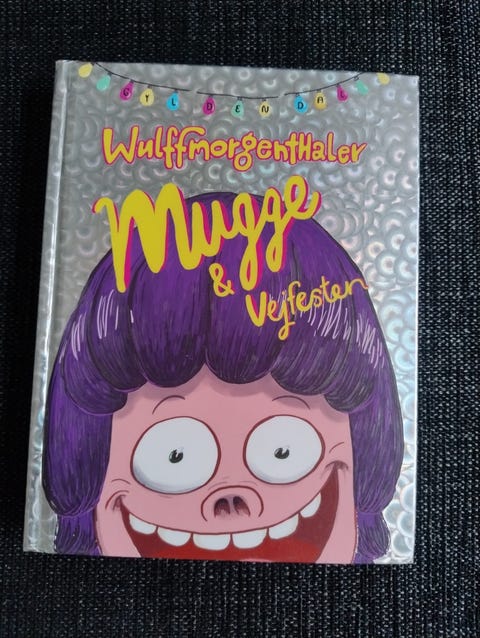 GYLDENDAL
Wulffmorgenthaler
Mugge
& Vejfesten